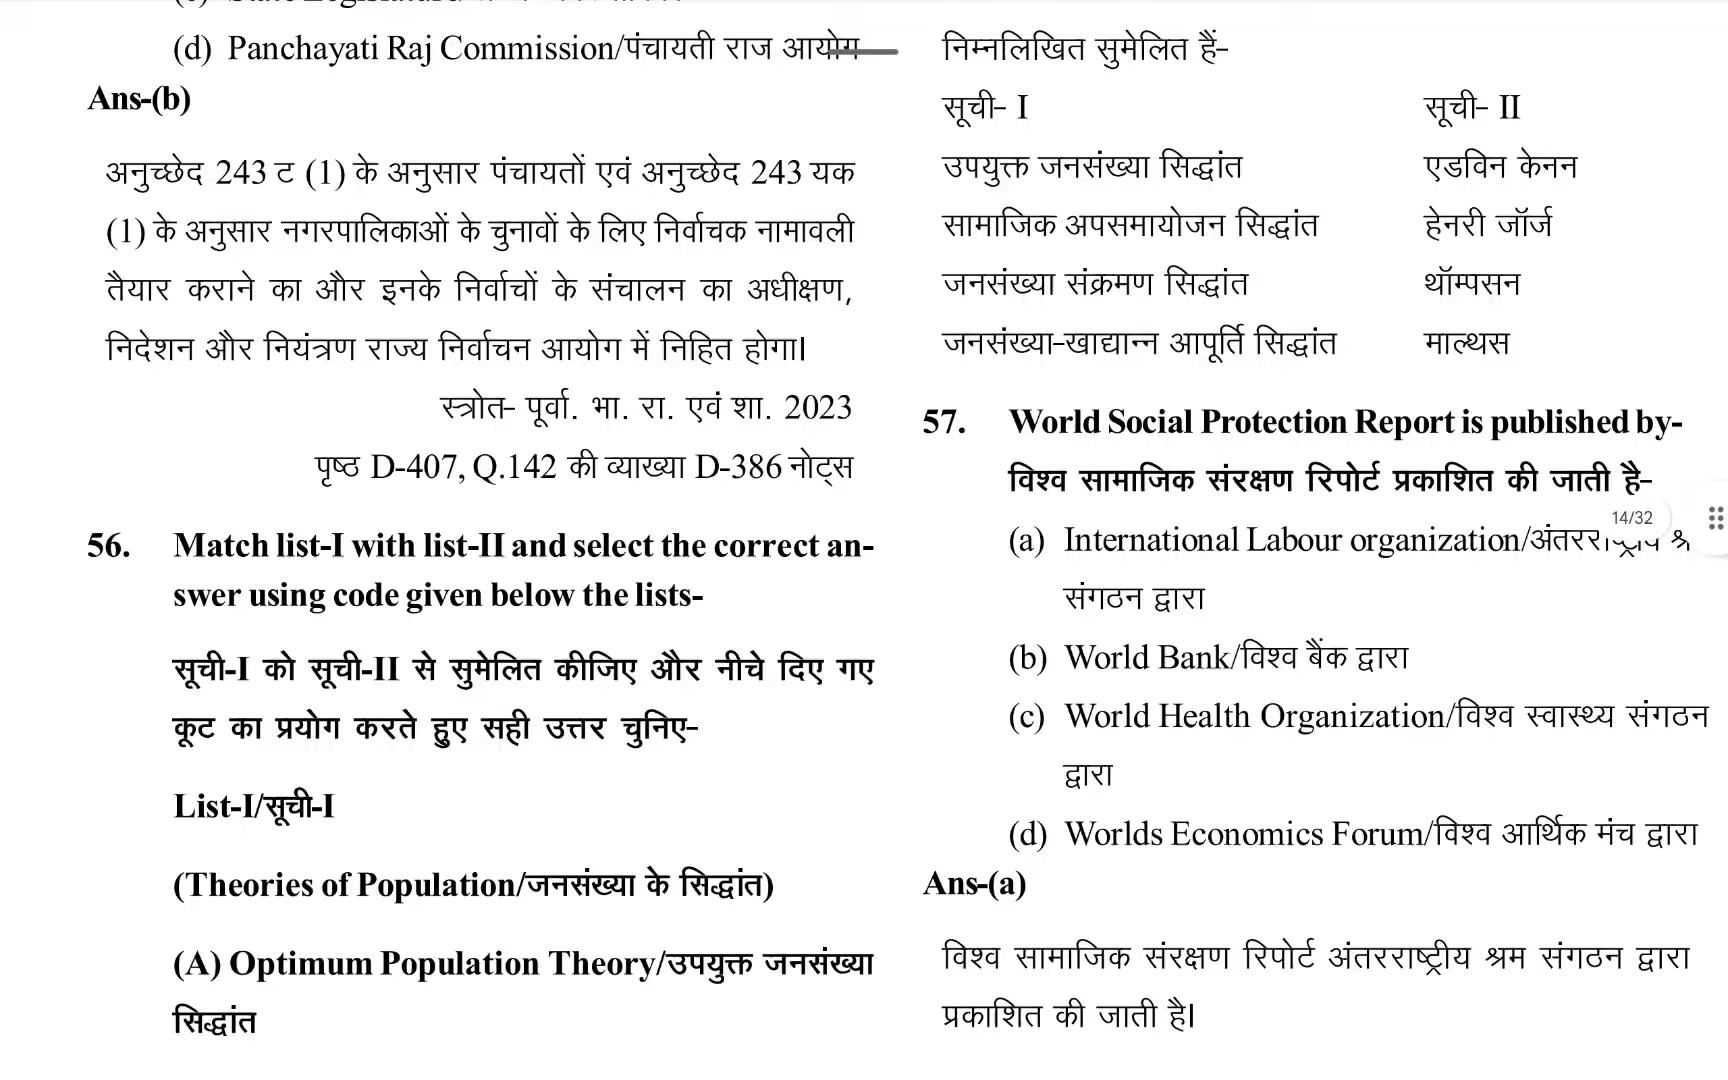 (d) Panchayati Raj Commission/पंचायती राज आयोग
Ans-(b)
अनुच्छेद 243 ट (1) के अनुसार पंचायतों एवं अनुच्छेद 243 यक
(1) के अनुसार नगरपालिकाओं के चुनावों के लिए निर्वाचक नामावली
तैयार कराने का और इनके निर्वाचों के संचालन का अधीक्षण,
निदेशन और नियंत्रण राज्य निर्वाचन आयोग में निहित होगा।
स्त्रोत- पूर्वा. भा. रा. एवं शा. 2023
पृष्ठ D-407, Q.142 की व्याख्या D-386 नोट्स
56. Match list-I with list-II and select the correct an-
swer using code given below the lists-
सूची-I को सूची-II से सुमेलित कीजिए और नीचे दिए गए
कूट का प्रयोग करते हुए सही उत्तर चुनिए-
List-I/सूची-I
(Theories of Population/जनसंख्या के सिद्धांत)
(A) Optimum Population Theory/उपयुक्त जनसंख्या
सिद्धांत
निम्नलिखित सुमेलित हैं-
सूची- I सूची- II
उपयुक्त जनसंख्या सिद्धांत एडविन केनन
सामाजिक अपसमायोजन सिद्धांत हेनरी जॉर्ज
जनसंख्या संक्रमण सिद्धांत थॉम्पसन
जनसंख्या-खाद्यान्न आपूर्ति सिद्धांत माल्थस
57. World Social Protection Report is published by-
विश्व सामाजिक संरक्षण रिपोर्ट प्रकाशित की जाती है-
14/32
(a) International Labour organization/
संगठन द्वारा
(b) World Bank/विश्व बैंक द्वारा
(c) World Health Organization/विश्व स्वास्थ्य संगठन
द्वारा
(d) Worlds Economics Forum/विश्व आर्थिक मंच द्वारा
Ans-(a)
विश्व सामाजिक संरक्षण रिपोर्ट अंतरराष्ट्रीय श्रम संगठन द्वारा
प्रकाशित की जाती है।